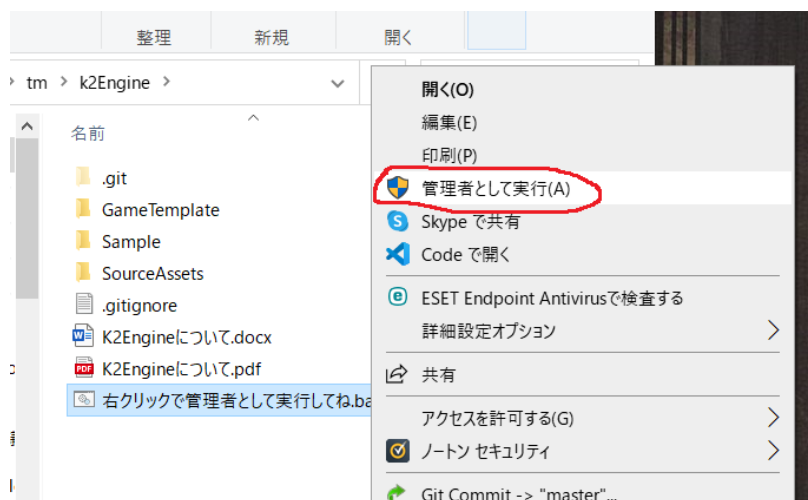 整理 新規 開く
tm > k2Engine >
名前
.git
GameTemplate
Sample
SourceAssets
.gitignore
K2Engineについて.docx
K2Engineについて.pdf
右クリックで管理者として実行してね.ba
開く(O)
編集(E)
印刷(P)
管理者として実行(A)
Skype で共有
Code で開く
ESET Endpoint Antivirusで検査する
詳細設定オプション
共有
アクセスを許可する(G)
ノートン セキュリティ
Git Commit -> "master"...